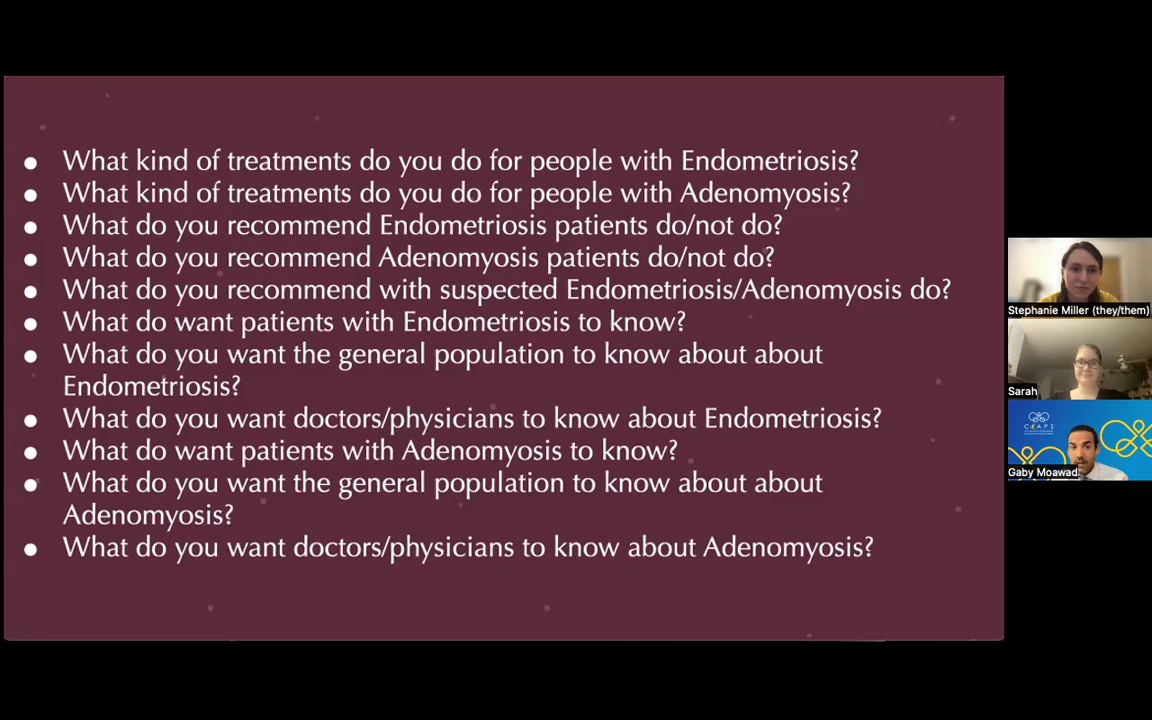 ● What kind of treatments do you do for people with Endometriosis?
● What kind of treatments do you do for people with Adenomyosis?
● What do you recommend Endometriosis patients do/not do?
● What do you recommend Adenomyosis patients do/not do?
● What do you recommend with suspected Endometriosis/Adenomyosis do?
● What do want patients with Endometriosis to know?
● What do you want the general population to know about about
Endometriosis?
● What do you want doctors/physicians to know about Endometriosis?
● What do want patients with Adenomyosis to know?
● What do you want the general population to know about about
Adenomyosis?
● What do you want doctors/physicians to know about Adenomyosis?
Stephanie Miller (they/them)
Sarah
Gaby Moawad